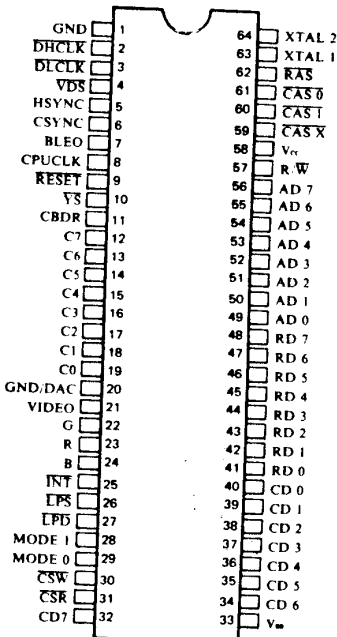 GND 1
DHCLK 2
DLCLK 3
VDS 4
HSYNC 5
CSYNC 6
BLEO 7
CPUCLK 8
RESET 9
YS 10
CBDR 11
C7 12
C6 13
C5 14
C4 15
C3 16
C2 17
C1 18
C0 19
GND/DAC 20
VIDEO 21
G 22
R 23
B 24
INT 25
LPS 26
LPD 27
MODE 1 28
MODE 0 29
CSW 30
CSR 31
CD7 32
64 XTAL 2
63 XTAL 1
62 RAS
61 CAS 0
60 CAS 1
59 CAS X
58 Vcc
57 R/W
56 AD 7
55 AD 6
54 AD 5
53 AD 4
52 AD 3
51 AD 2
50 AD 1
49 AD 0
48 RD 7
47 RD 6
46 RD 5
45 RD 4
44 RD 3
43 RD 2
42 RD 1
41 RD 0
40 CD 0
39 CD 1
38 CD 2
37 CD 3
36 CD 4
35 CD 5
34 CD 6
33